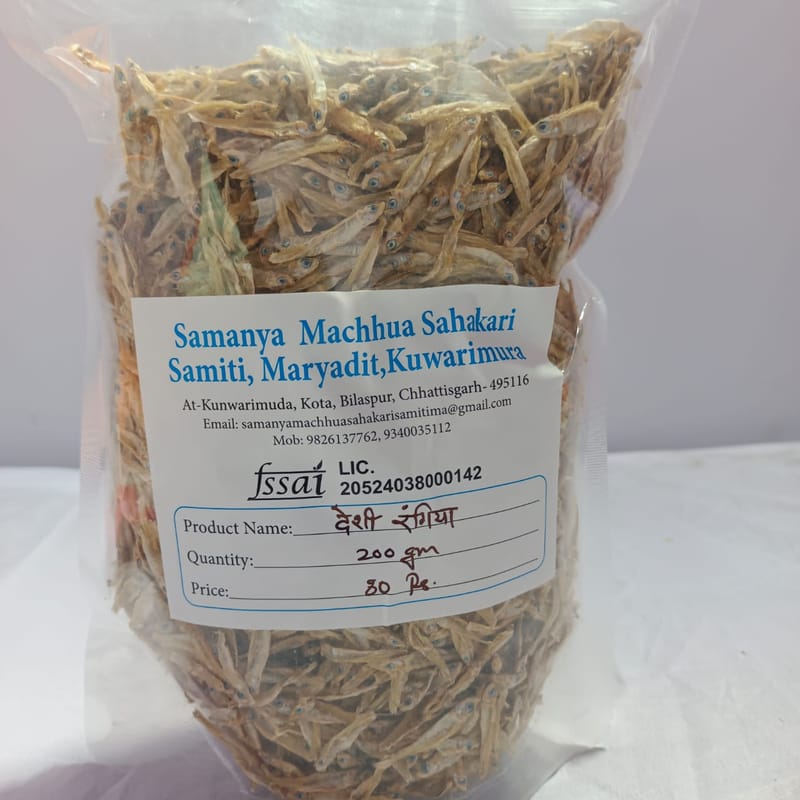 Samanya Machhua Sahakari
Samiti, Maryadit,Kuwarimura
At-Kunwarimuda, Kota, Bilaspur, Chhattisgarh- 495116
Email: samanyamachhuasahakarisamitima@gmail.com
Mob: 9826137762, 9340035112
fssai LIC.
20524038000142
Product Name: देशी रंगिया
Quantity: 200 gm
Price: 80 Rs.